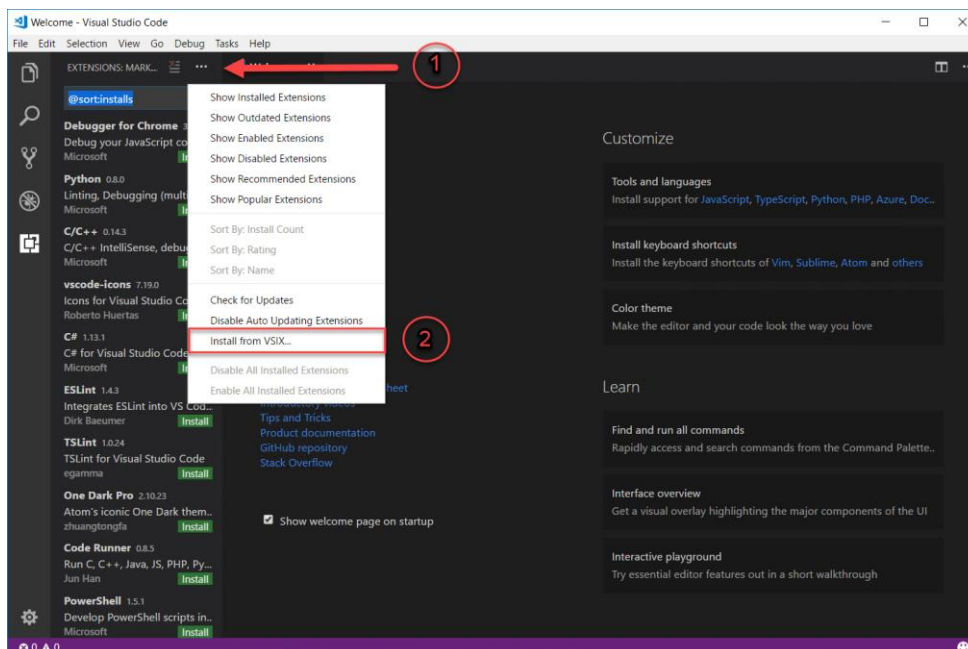 Welcome - Visual Studio Code
File Edit Selection View Go Debug Tasks Help
EXTENSIONS: MARK...
1
@sort:installs
Debugger for Chrome
Debug your JavaScript co
Microsoft
Python 0.8.0
Linting, Debugging (multi
Microsoft
C/C++ 0.14.3
C/C++ IntelliSense, debu
Microsoft
vscode-icons 7.19.0
Icons for Visual Studio Co
Roberto Huertas
C# 1.13.1
C# for Visual Studio Code
Microsoft
ESLint 1.4.3
Integrates ESLint into VS Cod..
Dirk Baeumer Install
TSLint 1.0.24
TSLint for Visual Studio Code
egamma Install
One Dark Pro 2.10.23
Atom's iconic One Dark them..
zhuangtongfa Install
Code Runner 0.8.5
Run C, C++, Java, JS, PHP, Py...
Jun Han Install
PowerShell 1.5.1
Develop PowerShell scripts in..
Microsoft Install
Show Installed Extensions
Show Outdated Extensions
Show Enabled Extensions
Show Disabled Extensions
Show Recommended Extensions
Show Popular Extensions
Sort By: Install Count
Sort By: Rating
Sort By: Name
Check for Updates
Disable Auto Updating Extensions
Install from VSIX...
2
Disable All Installed Extensions
Enable All Installed Extensions
Tips and Tricks
Product documentation
GitHub repository
Stack Overflow
Show welcome page on startup
Customize
Tools and languages
Install support for JavaScript, TypeScript, Python, PHP, Azure, Doc..
Install keyboard shortcuts
Install the keyboard shortcuts of Vim, Sublime, Atom and others
Color theme
Make the editor and your code look the way you love
Learn
Find and run all commands
Rapidly access and search commands from the Command Palette..
Interface overview
Get a visual overlay highlighting the major components of the UI
Interactive playground
Try essential editor features out in a short walkthrough
0 0